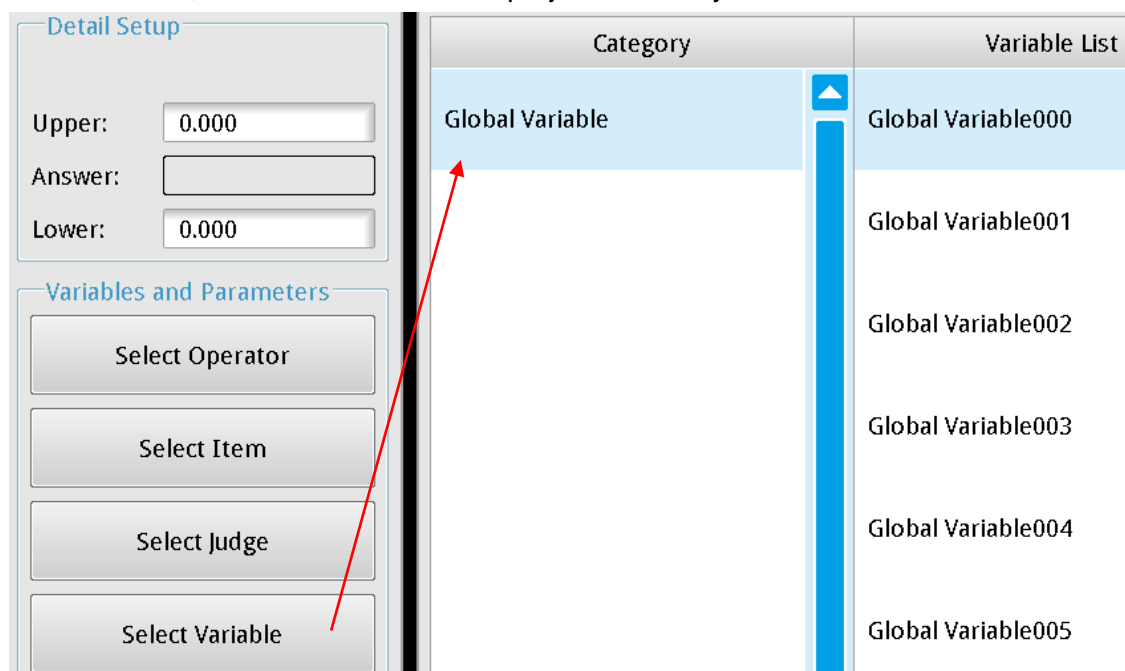 Detail Setup
Upper: 0.000
Answer:
Lower: 0.000
Variables and Parameters
Select Operator
Select Item
Select Judge
Select Variable
Category
Global Variable
Variable List
Global Variable000
Global Variable001
Global Variable002
Global Variable003
Global Variable004
Global Variable005